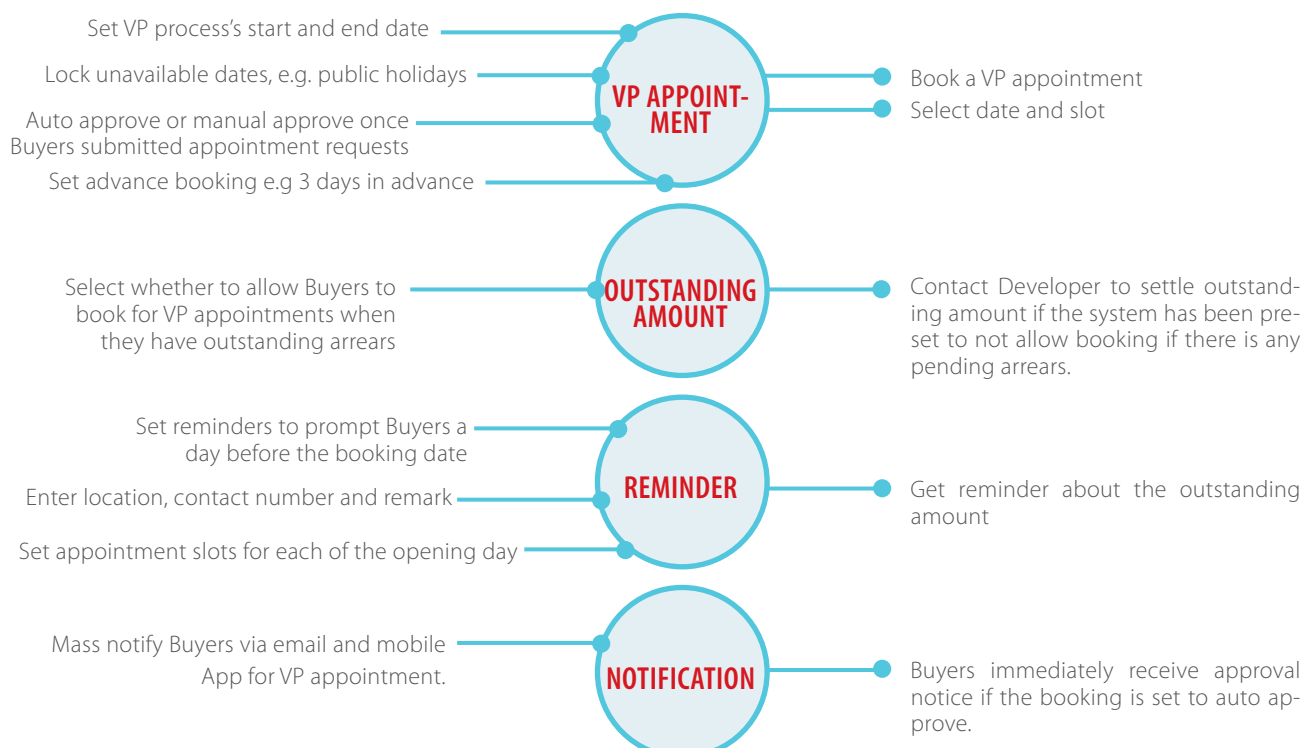 Set VP process's start and end date
Lock unavailable dates, e.g. public holidays
Auto approve or manual approve once
Buyers submitted appointment requests
Set advance booking e.g 3 days in advance
VP APPOINT-
MENT
Book a VP appointment
Select date and slot
Select whether to allow Buyers to
book for VP appointments when
they have outstanding arrears
OUTSTANDING
AMOUNT
Contact Developer to settle outstand-
ing amount if the system has been pre-
set to not allow booking if there is any
pending arrears.
Set reminders to prompt Buyers a
day before the booking date
Enter location, contact number and remark
Set appointment slots for each of the opening day
REMINDER
Get reminder about the outstanding
amount
Mass notify Buyers via email and mobile
App for VP appointment.
NOTIFICATION
Buyers immediately receive approval
notice if the booking is set to auto ap-
prove.